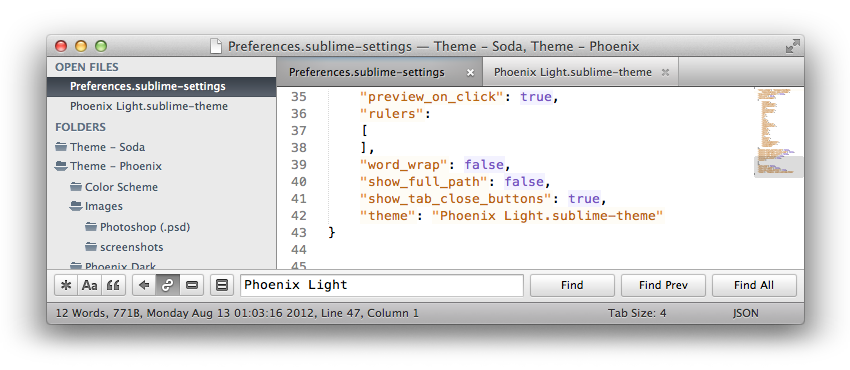 Preferences.sublime-settings — Theme - Soda, Theme - Phoenix
OPEN FILES
Preferences.sublime-settings
Phoenix Light.sublime-theme
FOLDERS
Theme - Soda
Theme - Phoenix
Color Scheme
Images
Photoshop (.psd)
screenshots
Phoenix Dark
Preferences.sublime-settings ×
Phoenix Light.sublime-theme ×
35 "preview_on_click": true,
36 "rulers":
37 [
38 ],
39 "word_wrap": false,
40 "show_full_path": false,
41 "show_tab_close_buttons": true,
42 "theme": "Phoenix Light.sublime-theme"
43 }
44
45
* Aa “ Phoenix Light Find Find Prev Find All
12 Words, 771B, Monday Aug 13 01:03:16 2012, Line 47, Column 1 Tab Size: 4 JSON